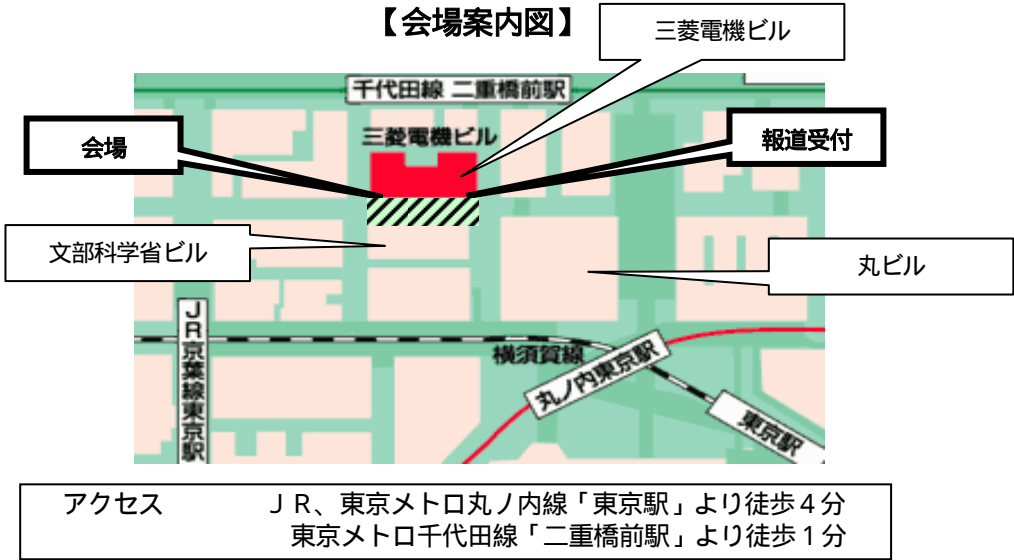 【会場案内図】
三菱電機ビル
千代田線 二重橋前駅
三菱電機ビル
会場
報道受付
文部科学省ビル
丸ビル
JR京葉線東京駅
横須賀線
丸ノ内東京駅
東京駅
アクセス ＪＲ、東京メトロ丸ノ内線「東京駅」より徒歩４分
東京メトロ千代田線「二重橋前駅」より徒歩１分